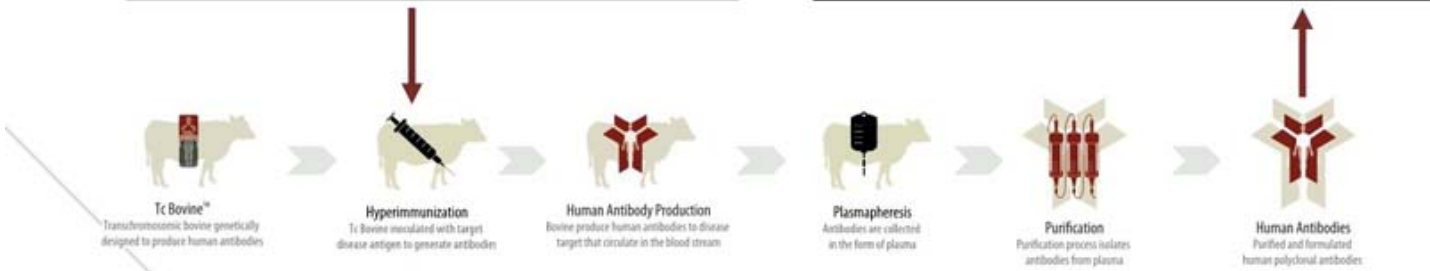 Tc Bovine™
Transchromosomic bovine genetically
designed to produce human antibodies
Hyperimmunization
Tc Bovine inoculated with target
disease antigen to generate antibodies
Human Antibody Production
Bovine produce human antibodies to disease
target that circulate in the blood stream
Plasmapheresis
Antibodies are collected
in the form of plasma
Purification
Purification process isolates
antibodies from plasma
Human Antibodies
Purified and formulated
human polyclonal antibodies